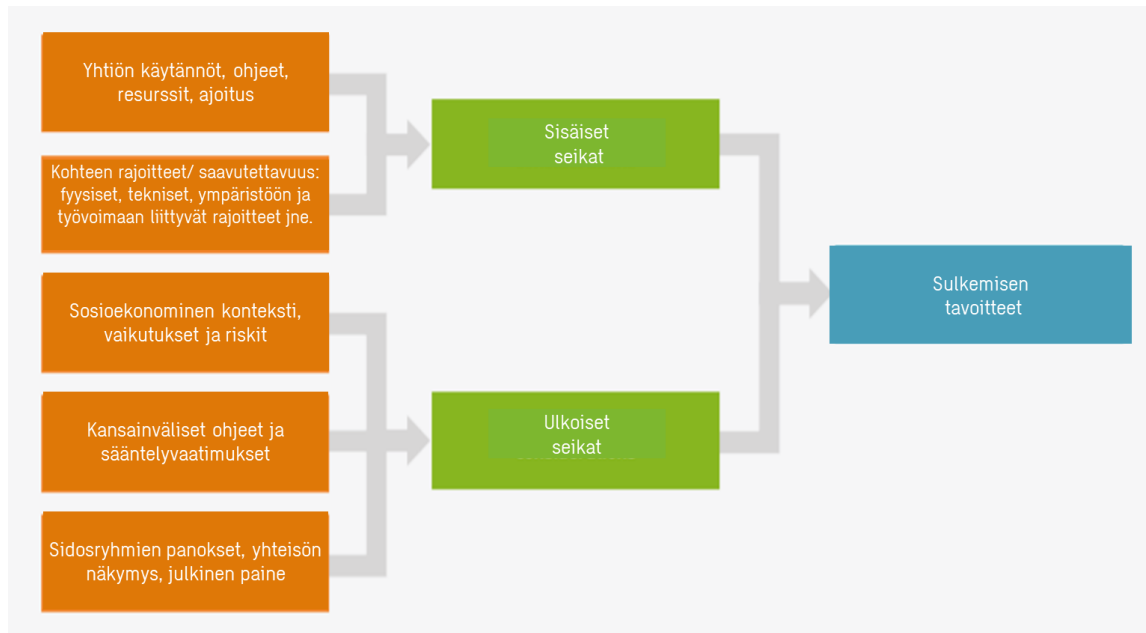 Yhtiön käytännöt, ohjeet,
resurssit, ajoitus
Kohteen rajoitteet/ saavutettavuus:
fyysiset, tekniset, ympäristöön ja
työvoimaan liittyvät rajoitteet jne.
Sosioekonominen konteksti,
vaikutukset ja riskit
Kansainväliset ohjeet ja
sääntelyvaatimukset
Sidosryhmien panokset, yhteisön
näkymys, julkinen paine
Sisäiset
seikat
Ulkoiset
seikat
Sulkemisen
tavoitteet